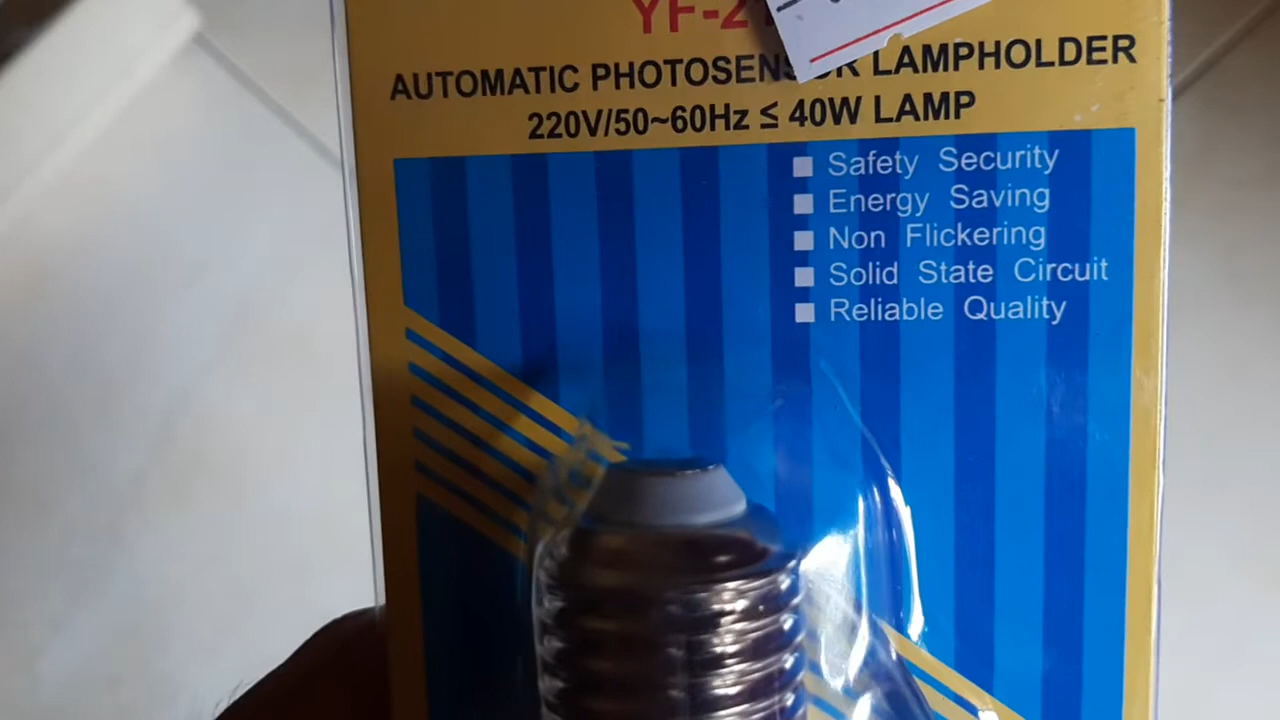 YF-21
AUTOMATIC PHOTOSENSOR LAMPHOLDER
220V/50~60Hz ≤ 40W LAMP
Safety Security
Energy Saving
Non Flickering
Solid State Circuit
Reliable Quality